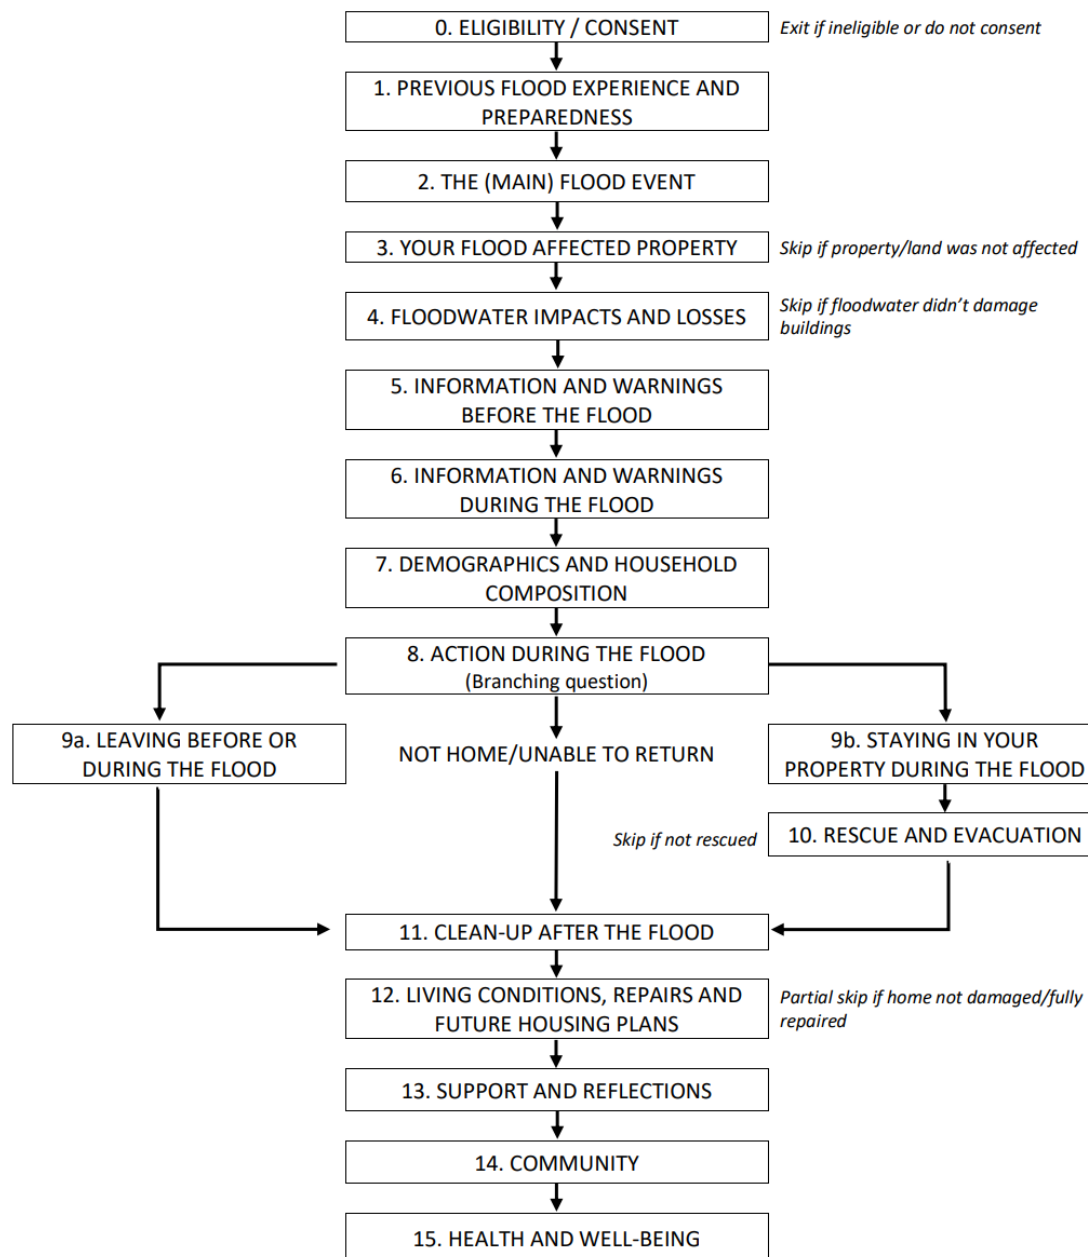 0. ELIGIBILITY / CONSENT
Exit if ineligible or do not consent
1. PREVIOUS FLOOD EXPERIENCE AND
PREPAREDNESS
2. THE (MAIN) FLOOD EVENT
3. YOUR FLOOD AFFECTED PROPERTY
Skip if property/land was not affected
4. FLOODWATER IMPACTS AND LOSSES
Skip if floodwater didn’t damage
buildings
5. INFORMATION AND WARNINGS
BEFORE THE FLOOD
6. INFORMATION AND WARNINGS
DURING THE FLOOD
7. DEMOGRAPHICS AND HOUSEHOLD
COMPOSITION
8. ACTION DURING THE FLOOD
(Branching question)
9a. LEAVING BEFORE OR
DURING THE FLOOD
NOT HOME/UNABLE TO RETURN
9b. STAYING IN YOUR
PROPERTY DURING THE FLOOD
Skip if not rescued
10. RESCUE AND EVACUATION
11. CLEAN-UP AFTER THE FLOOD
12. LIVING CONDITIONS, REPAIRS AND
FUTURE HOUSING PLANS
Partial skip if home not damaged/fully
repaired
13. SUPPORT AND REFLECTIONS
14. COMMUNITY
15. HEALTH AND WELL-BEING